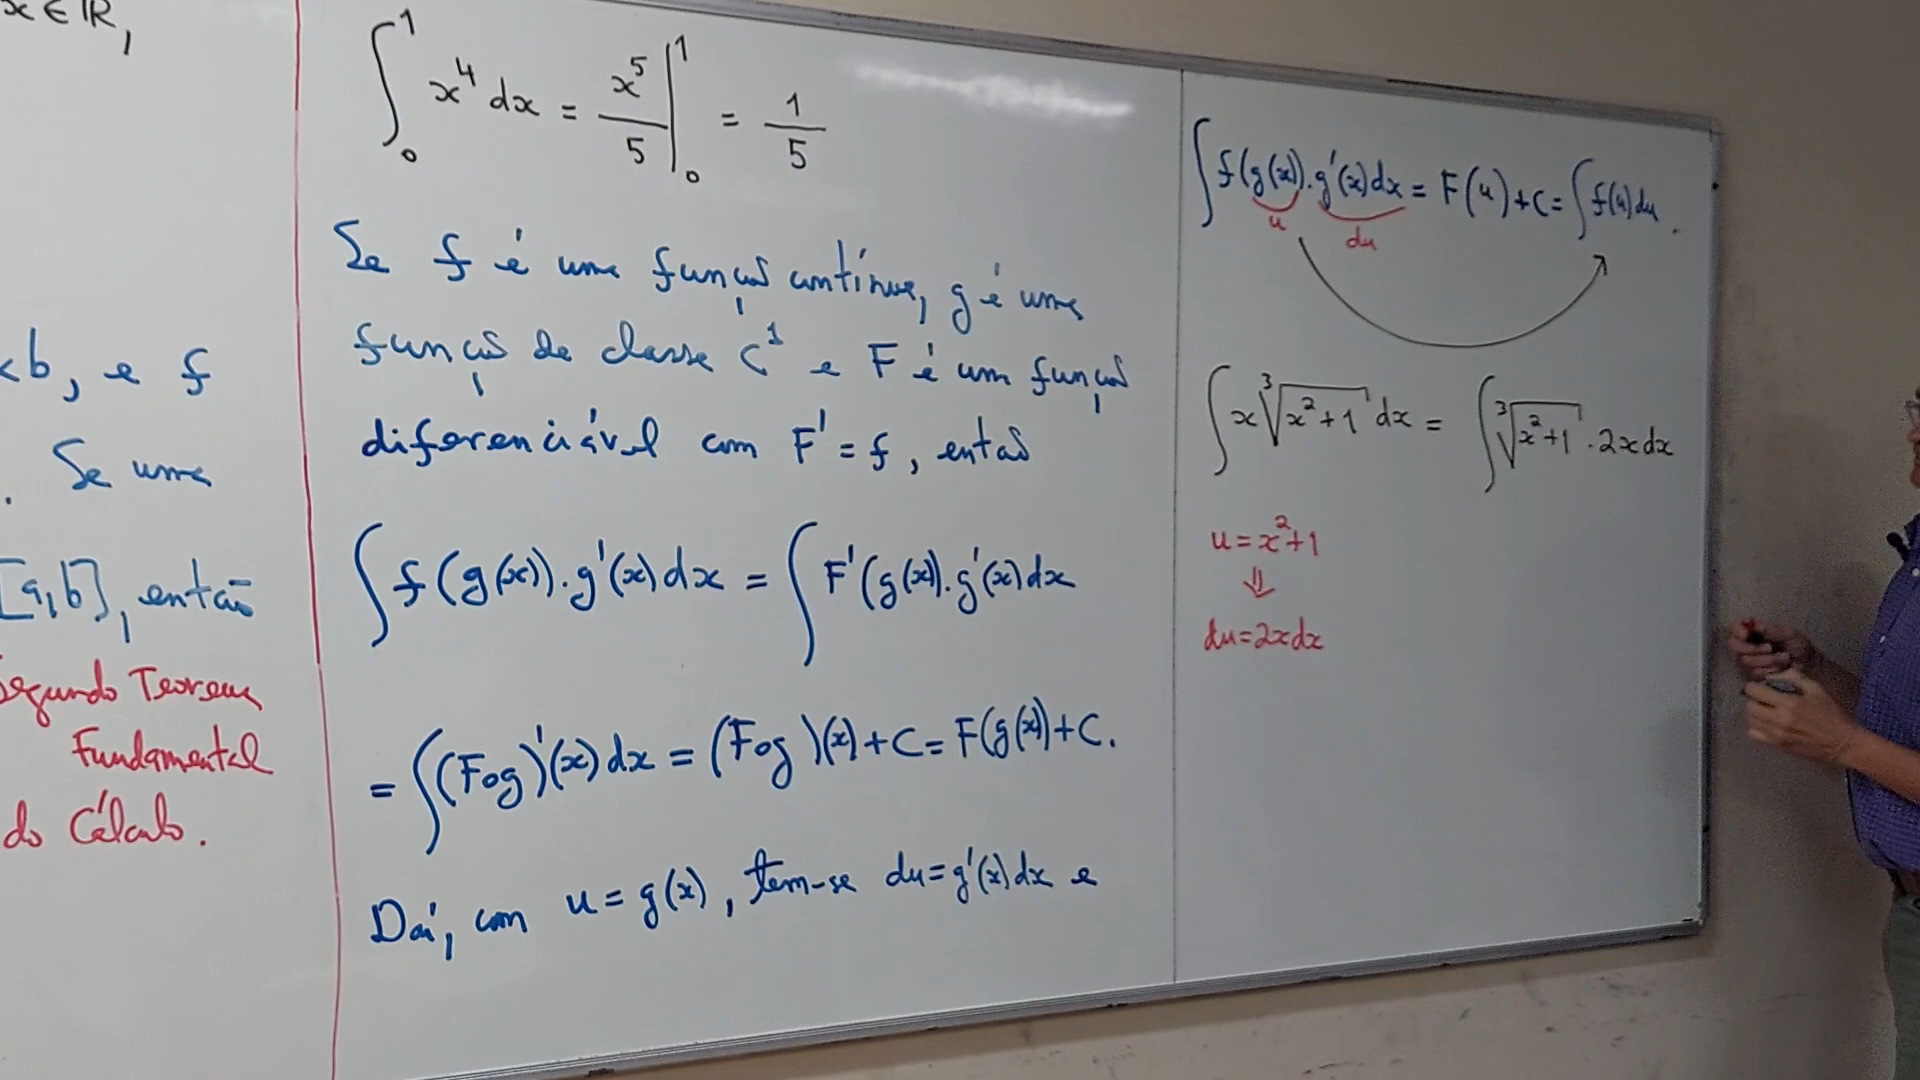 x ∈ ℝ,
<b, e f
. Se uma
[a,b], então
Segundo Teorema
Fundamental
do Cálculo.
∫₀¹ x⁴ dx = x⁵/5 |₀¹ = 1/5
Se f é uma função contínua, g é uma
função de classe C¹ e F é um função
diferenciável com F' = f, então
∫ f(g(x)).g'(x) dx = ∫ F'(g(x)).g'(x) dx
= ∫ (Fog)'(x) dx = (Fog)(x) + C = F(g(x)) + C.
Daí, com u = g(x), tem-se du = g'(x) dx e
∫ f(g(x)).g'(x) dx = F(u) + C = ∫ f(u) du.
u du
∫ x ∛(x²+1) dx = ∫ ∛(x²+1) . 2x dx
u = x²+1
⇓
du = 2x dx